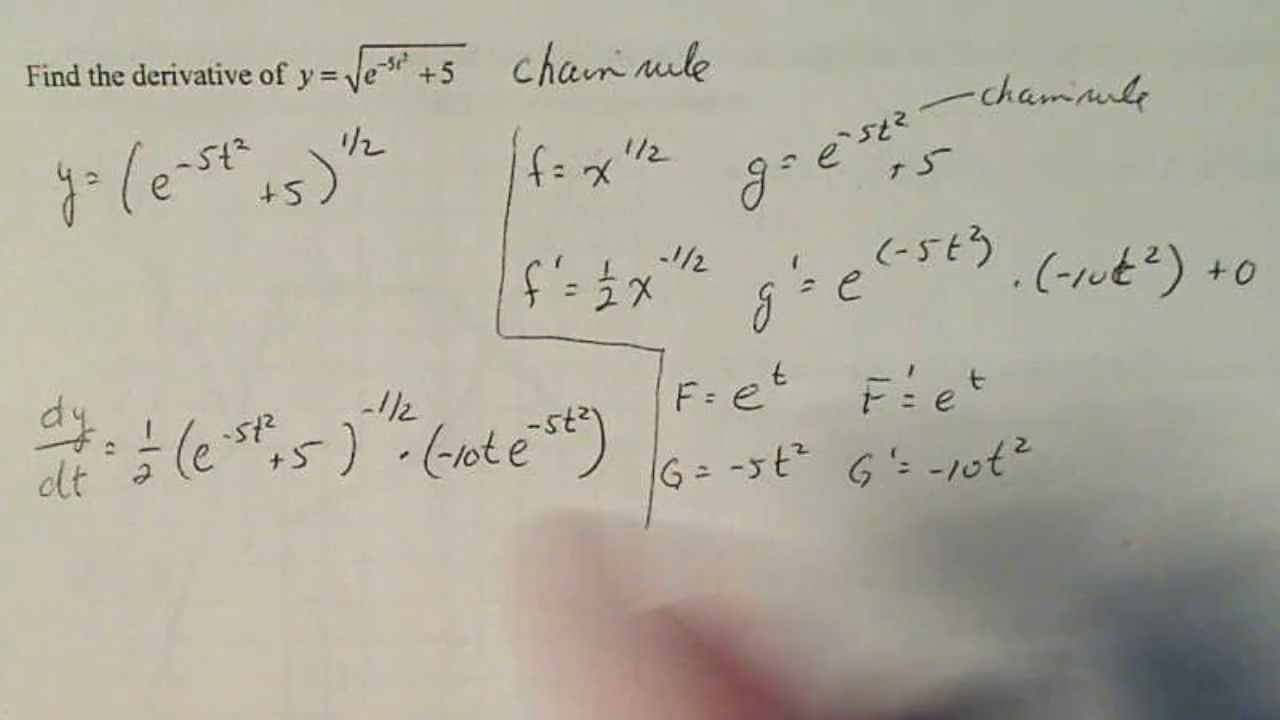 Find the derivative of y = √(e^(-5t²) + 5) chain rule
y = (e^(-5t²) + 5)^(1/2)
f = x^(1/2) g = e^(-5t²) + 5 — chain rule
f' = 1/2 x^(-1/2) g' = e^(-5t²) · (-10t²) + 0
F = e^t F' = e^t
G = -5t² G' = -10t²
dy/dt = 1/2 (e^(-5t²) + 5)^(-1/2) · (-10te^(-5t²))